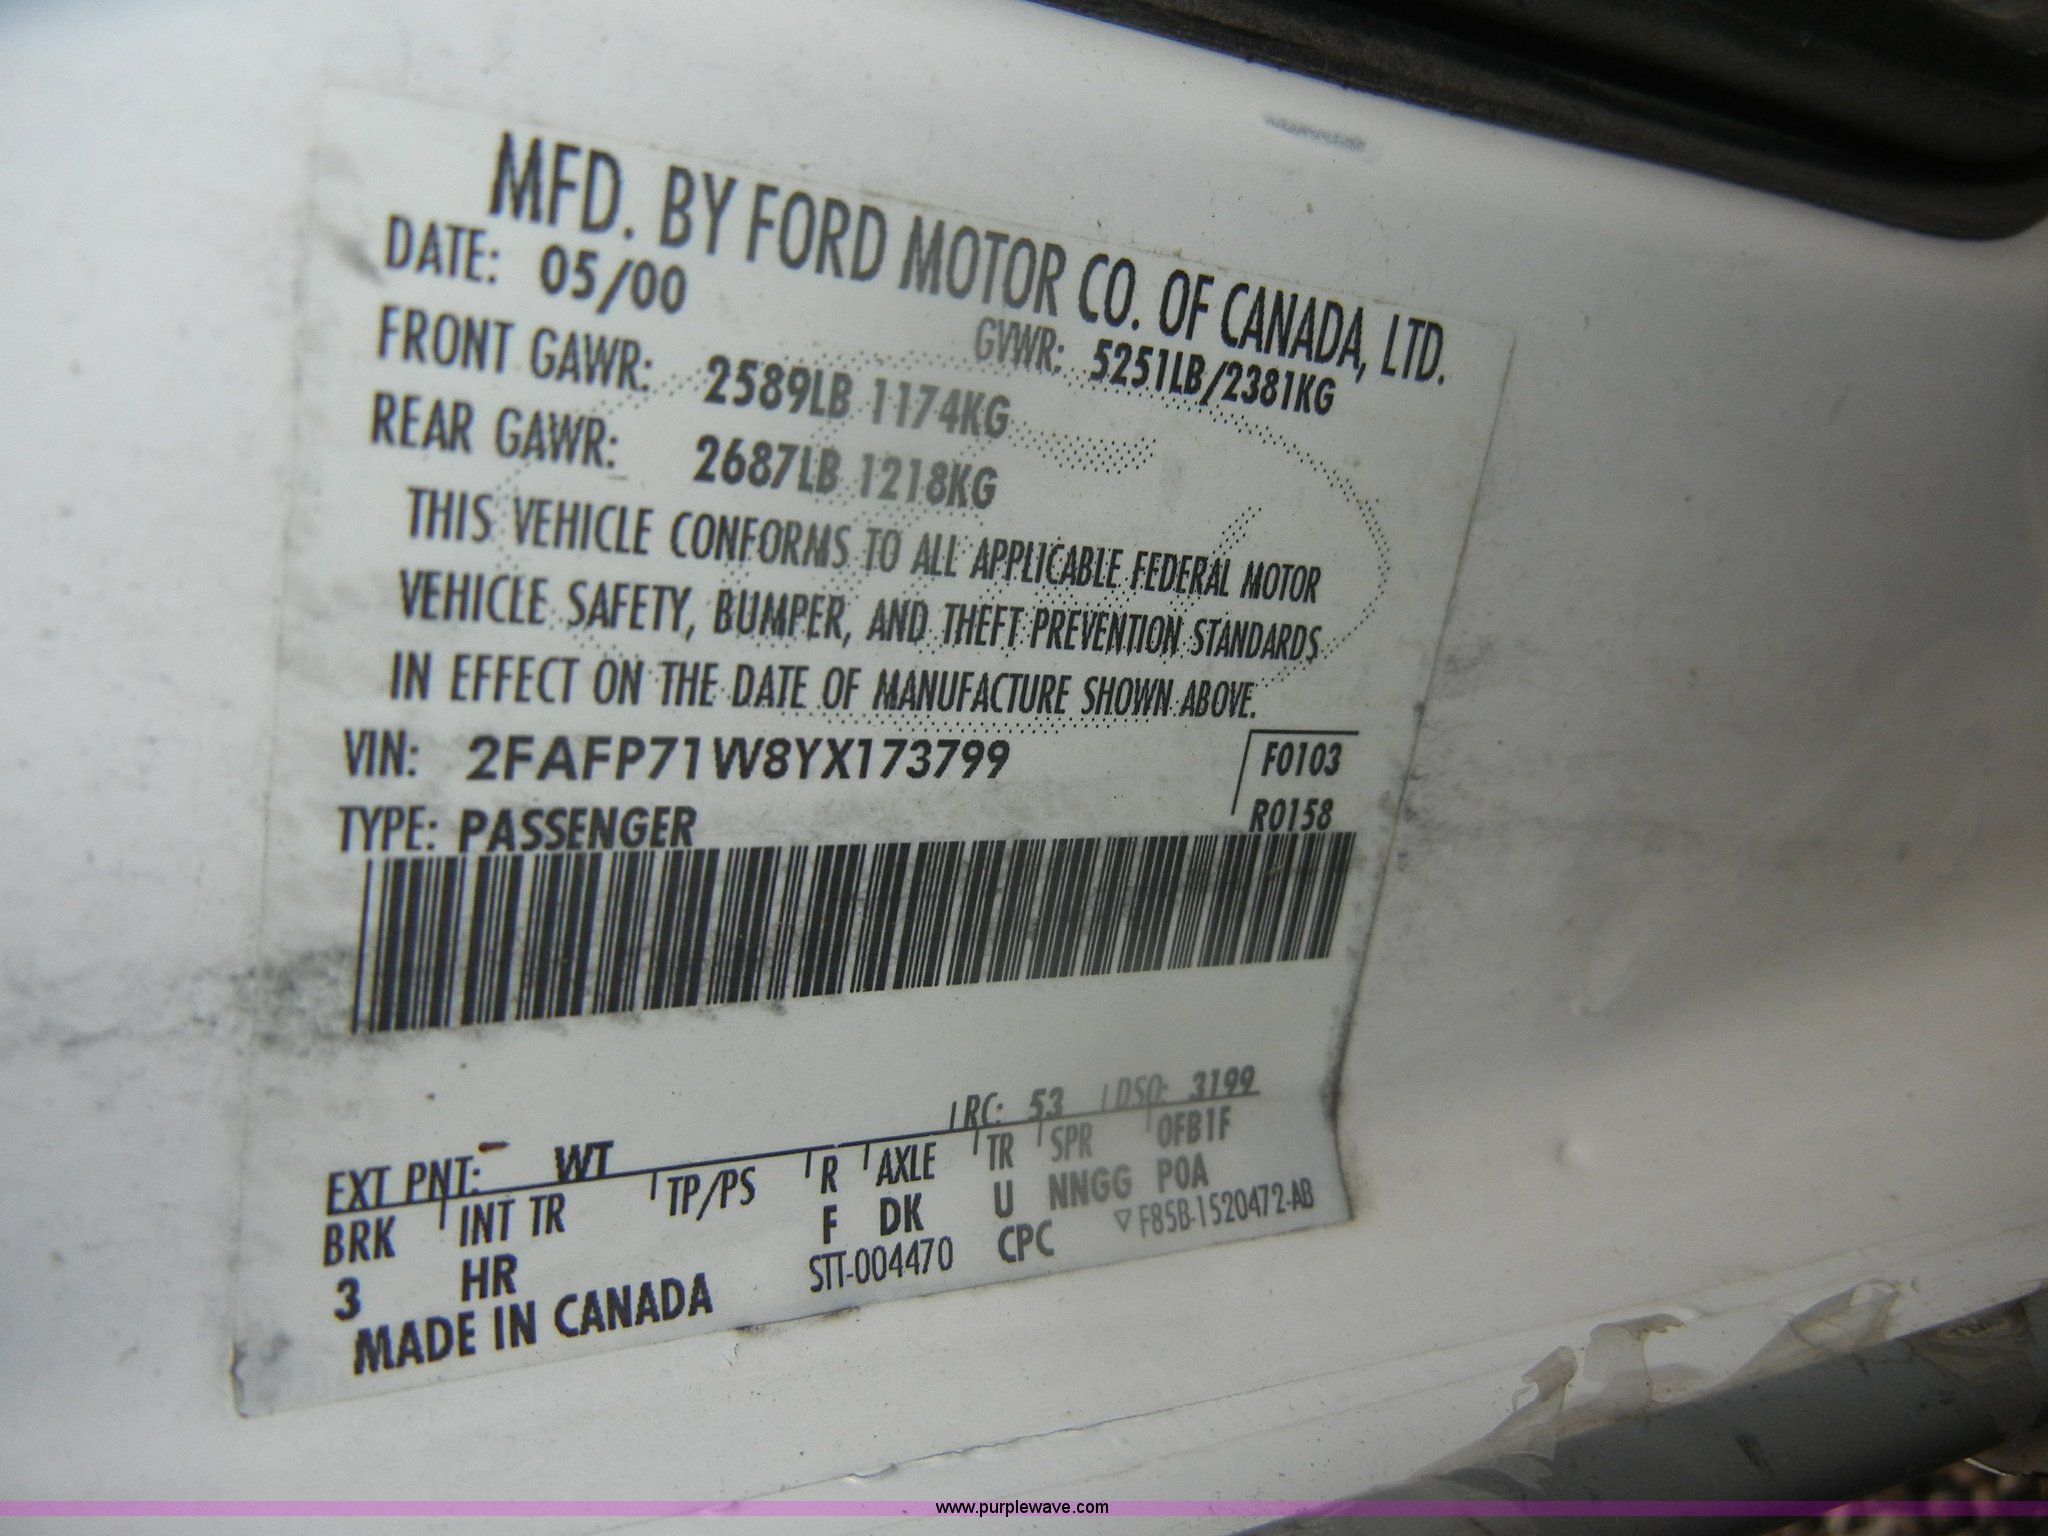 MFD. BY FORD MOTOR CO. OF CANADA, LTD.
DATE: 05/00
GVWR: 5251LB/2381KG
FRONT GAWR: 2589LB 1174KG
REAR GAWR: 2687LB 1218KG
THIS VEHICLE CONFORMS TO ALL APPLICABLE FEDERAL MOTOR
VEHICLE SAFETY, BUMPER, AND THEFT PREVENTION STANDARDS
IN EFFECT ON THE DATE OF MANUFACTURE SHOWN ABOVE.
VIN: 2FAFP71W8YX173799
F0103
TYPE: PASSENGER
R0158
EXT PNT: WT RC: 53 DSO: 3199
BRK INT TR TP/PS R AXLE TR SPR 0FB1F
3 HR F DK U NNGG P0A
MADE IN CANADA STT-004470 CPC ▽ F85B-1520472-AB
www.purplewave.com